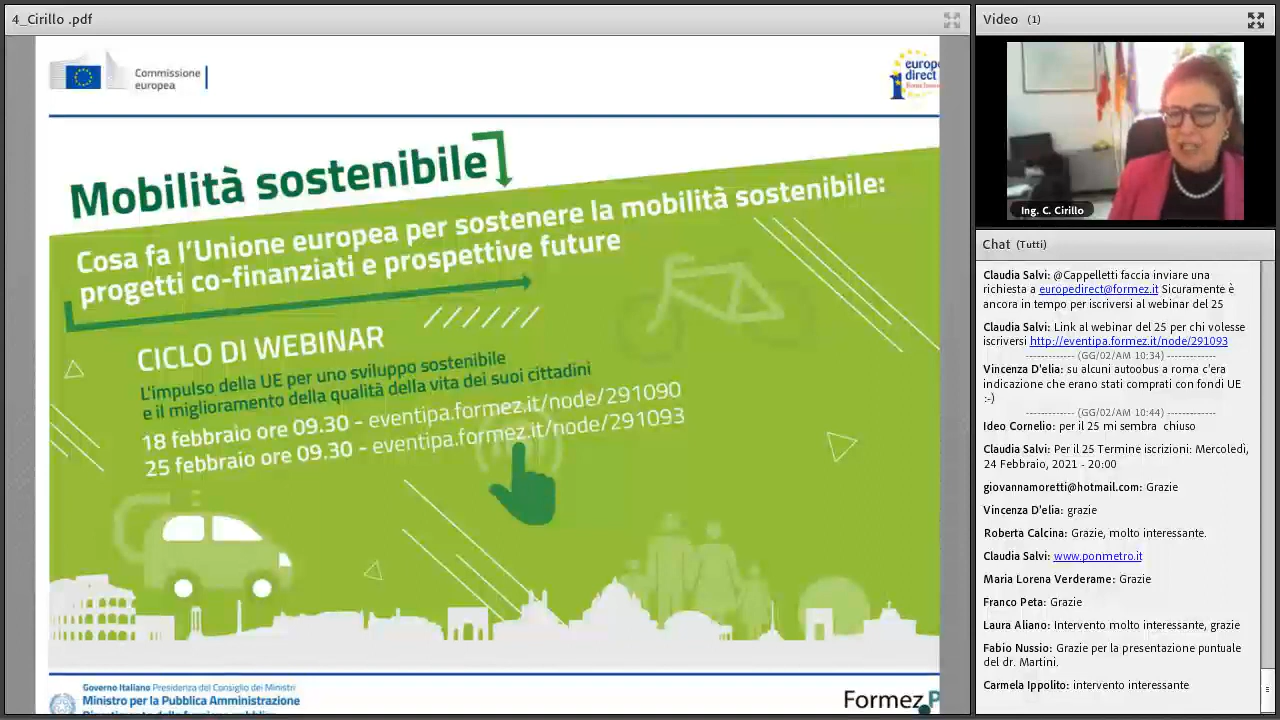 4_Cirillo .pdf
Commissione
europea
europe
direct
Mobilità sostenibile
Cosa fa l'Unione europea per sostenere la mobilità sostenibile:
progetti co-finanziati e prospettive future
CICLO DI WEBINAR
L'impulso della UE per uno sviluppo sostenibile
e il miglioramento della qualità della vita dei suoi cittadini
18 febbraio ore 09.30 - eventipa.formez.it/node/291090
25 febbraio ore 09.30 - eventipa.formez.it/node/291093
Governo Italiano Presidenza del Consiglio dei Ministri
Ministro per la Pubblica Amministrazione
Formez
Video (1)
Ing. C. Cirillo
Chat (Tutti)
Claudia Salvi: @Cappelletti faccia inviare una
richiesta a europedirect@formez.it Sicuramente è
ancora in tempo per iscriversi al webinar del 25
Claudia Salvi: Link al webinar del 25 per chi volesse
iscriversi http://eventipa.formez.it/node/291093
------------ (GG/02/AM 10:34) ------------
Vincenza D'elia: su alcuni autoobus a roma c'era
indicazione che erano stati comprati con fondi UE
:-)
------------ (GG/02/AM 10:44) ------------
Ideo Cornelio: per il 25 mi sembra chiuso
Claudia Salvi: Per il 25 Termine iscrizioni: Mercoledì,
24 Febbraio, 2021 - 20:00
giovannamoretti@hotmail.com: Grazie
Vincenza D'elia: grazie
Roberta Calcina: Grazie, molto interessante.
Claudia Salvi: www.ponmetro.it
Maria Lorena Verderame: Grazie
Franco Peta: Grazie
Laura Aliano: Intervento molto interessante, grazie
Fabio Nussio: Grazie per la presentazione puntuale
del dr. Martini.
Carmela Ippolito: intervento interessante